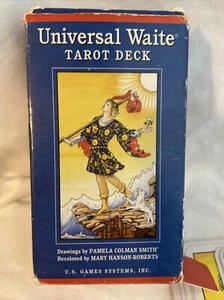 Universal Waite®
TAROT DECK
Drawings by PAMELA COLMAN SMITH
Recolored by MARY HANSON-ROBERTS
U.S. GAMES SYSTEMS, INC.